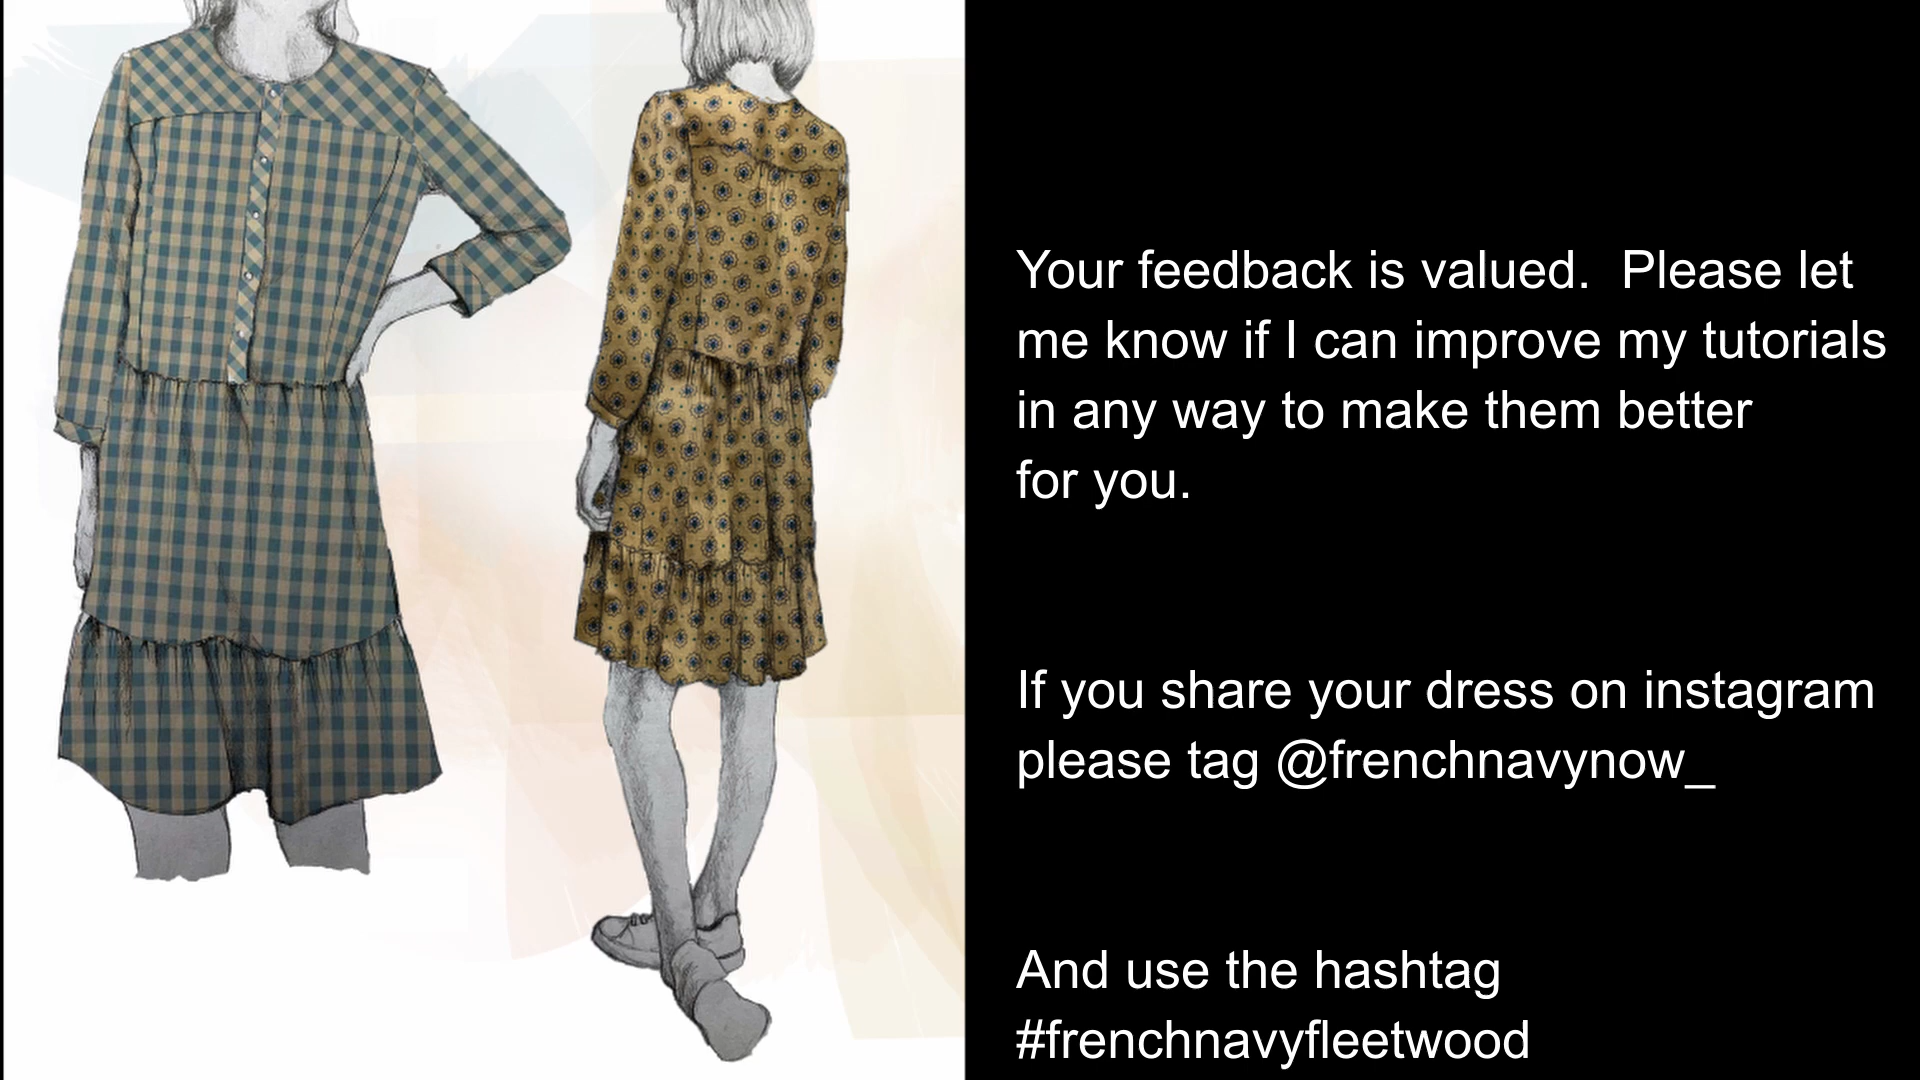 Your feedback is valued.  Please let
me know if I can improve my tutorials
in any way to make them better
for you.
If you share your dress on instagram
please tag @frenchnavynow_
And use the hashtag
#frenchnavyfleetwood